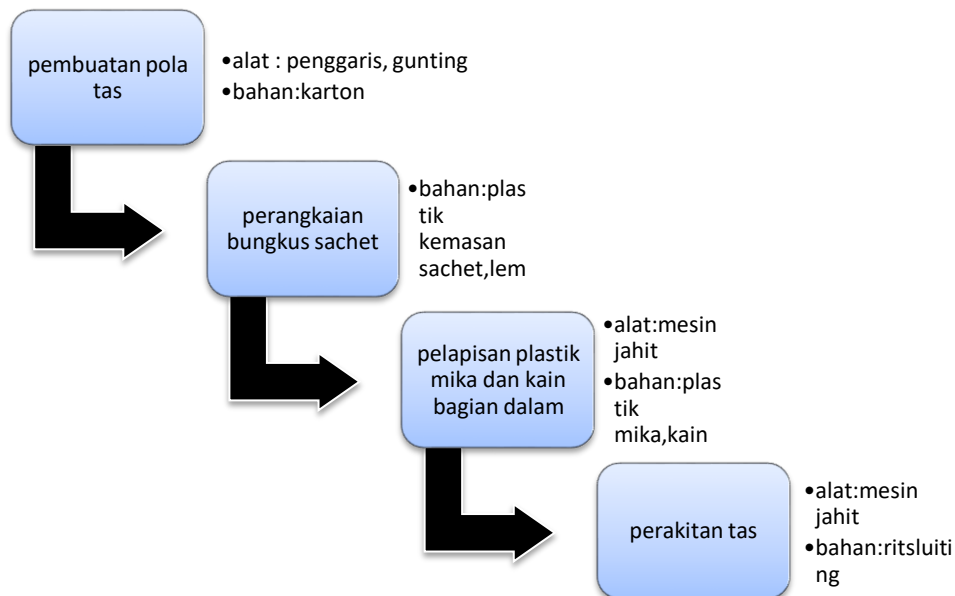 pembuatan pola
tas
•alat : penggaris, gunting
•bahan:karton
perangkaian
bungkus sachet
•bahan:plas
tik
kemasan
sachet,lem
pelapisan plastik
mika dan kain
bagian dalam
•alat:mesin
jahit
•bahan:plas
tik
mika,kain
perakitan tas
•alat:mesin
jahit
•bahan:ritsluiti
ng